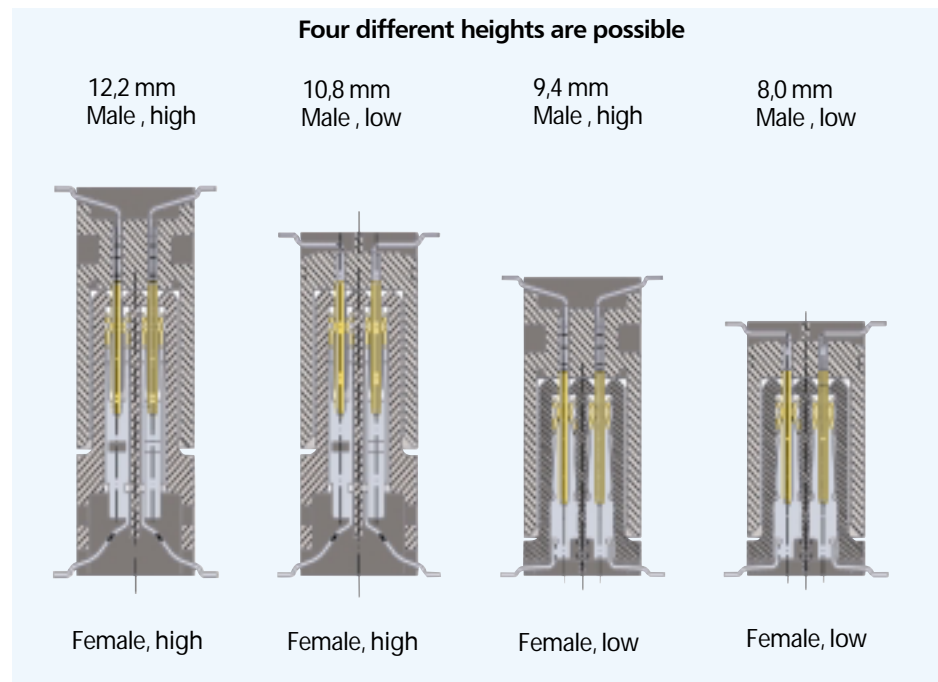 Four different heights are possible
12,2 mm
Male , high
10,8 mm
Male , low
9,4 mm
Male , high
8,0 mm
Male , low
Female, high
Female, high
Female, low
Female, low